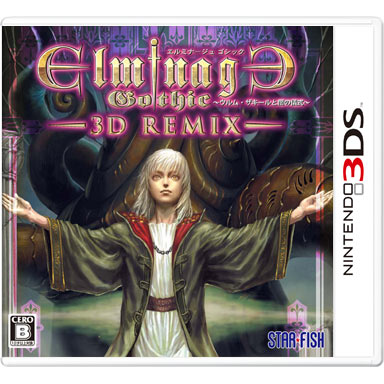 エルミナージュ ゴシック
Elminage
Gothic
～ウルム・ザキールと闇の儀式～
3D REMIX
NINTENDO 3DS
CERO
B
STAR★FISH